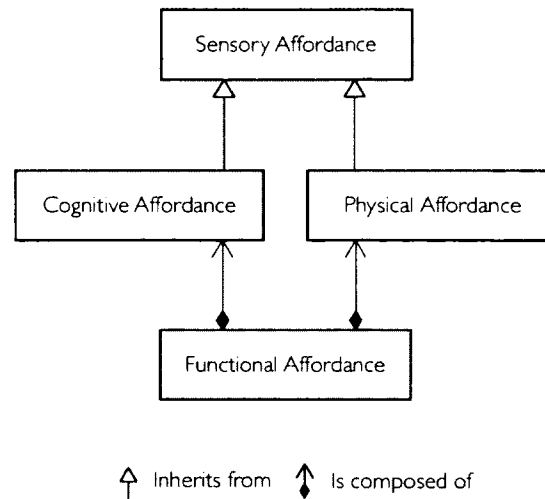 Sensory Affordance
Cognitive Affordance
Physical Affordance
Functional Affordance
Inherits from
Is composed of